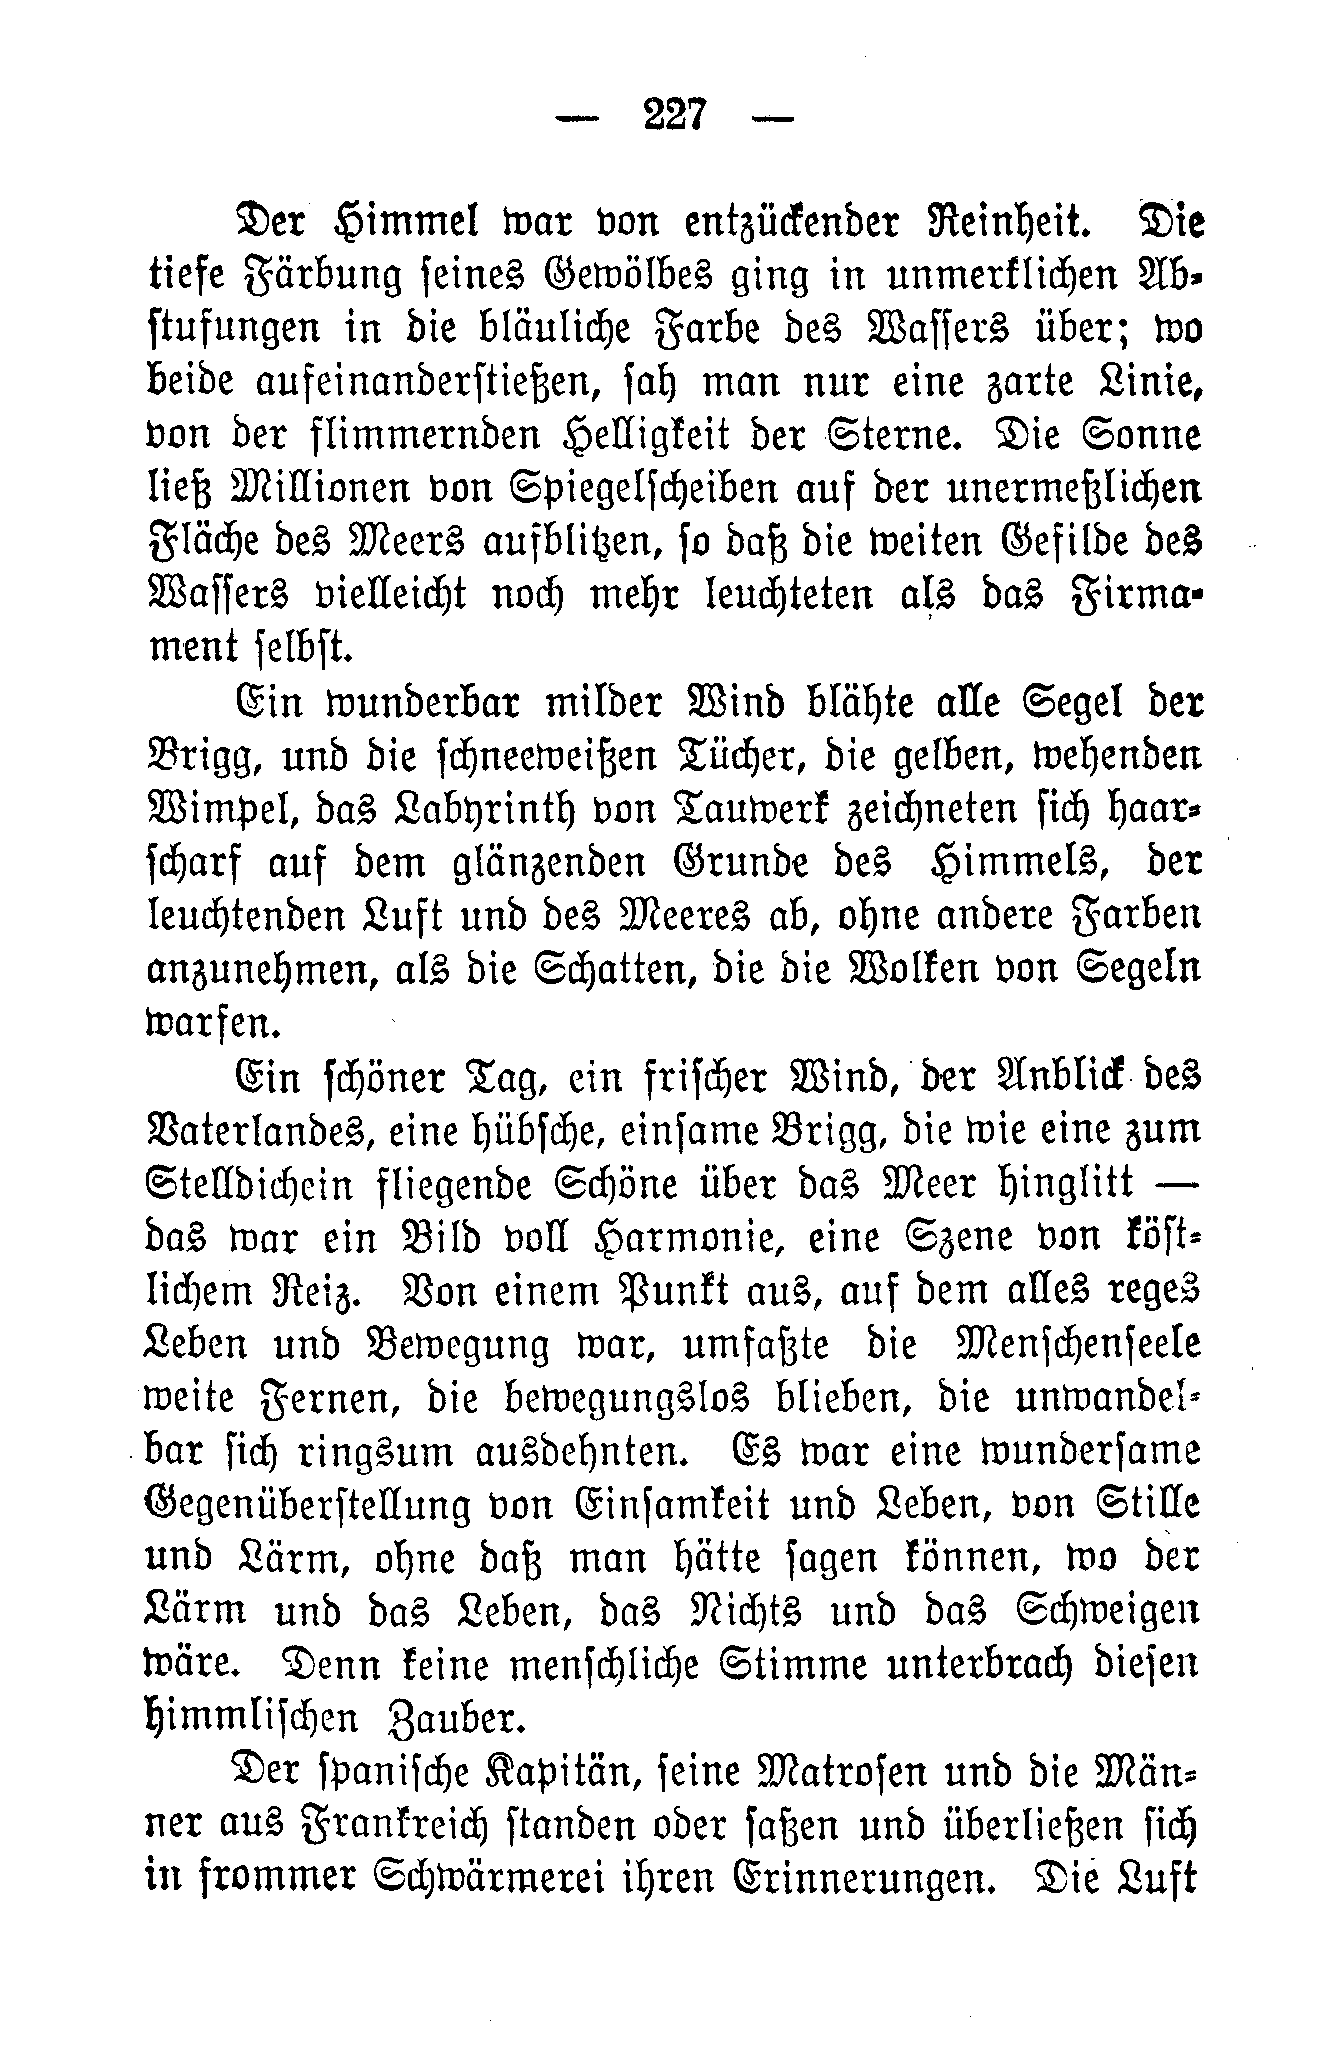 — 227 —
Der Himmel war von entzückender Reinheit. Die
tiefe Färbung seines Gewölbes ging in unmerklichen Ab-
stufungen in die bläuliche Farbe des Wassers über; wo
beide aufeinanderstießen, sah man nur eine zarte Linie,
von der flimmernden Helligkeit der Sterne. Die Sonne
ließ Millionen von Spiegelscheiben auf der unermeßlichen
Fläche des Meers aufblitzen, so daß die weiten Gefilde des
Wassers vielleicht noch mehr leuchteten als das Firma-
ment selbst.
Ein wunderbar milder Wind blähte alle Segel der
Brigg, und die schneeweißen Tücher, die gelben, wehenden
Wimpel, das Labyrinth von Tauwerk zeichneten sich haar-
scharf auf dem glänzenden Grunde des Himmels, der
leuchtenden Luft und des Meeres ab, ohne andere Farben
anzunehmen, als die Schatten, die die Wolken von Segeln
warfen.
Ein schöner Tag, ein frischer Wind, der Anblick des
Vaterlandes, eine hübsche, einsame Brigg, die wie eine zum
Stelldichein fliegende Schöne über das Meer hinglitt —
das war ein Bild voll Harmonie, eine Szene von köst-
lichem Reiz. Von einem Punkt aus, auf dem alles reges
Leben und Bewegung war, umfaßte die Menschenseele
weite Fernen, die bewegungslos blieben, die unwandel-
bar sich ringsum ausdehnten. Es war eine wundersame
Gegenüberstellung von Einsamkeit und Leben, von Stille
und Lärm, ohne daß man hätte sagen können, wo der
Lärm und das Leben, das Nichts und das Schweigen
wäre. Denn keine menschliche Stimme unterbrach diesen
himmlischen Zauber.
Der spanische Kapitän, seine Matrosen und die Män-
ner aus Frankreich standen oder saßen und überließen sich
in frommer Schwärmerei ihren Erinnerungen. Die Luft